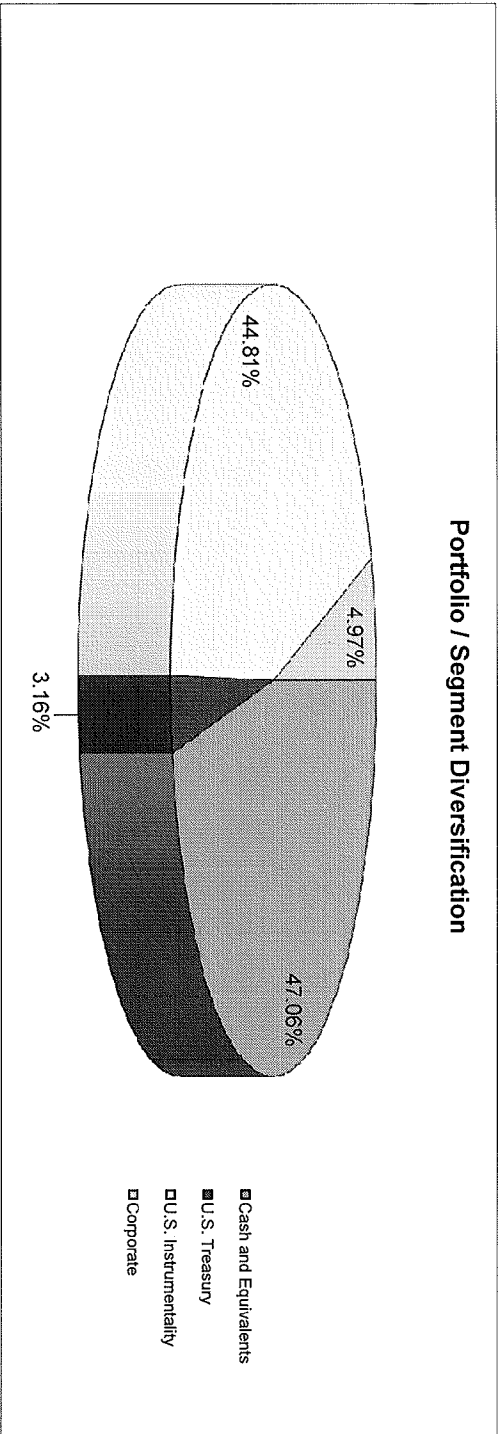 Portfolio / Segment Diversification
4.97%
44.81%
47.06%
3.16%
Cash and Equivalents
U.S. Treasury
U.S. Instrumentality
Corporate